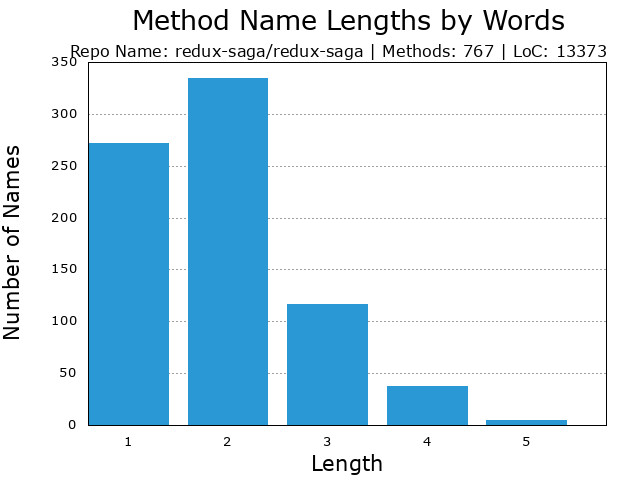 Method Name Lengths by Words
Repo Name: redux-saga/redux-saga | Methods: 767 | LoC: 13373
350
300
250
200
150
100
50
0
Number of Names
1 2 3 4 5
Length